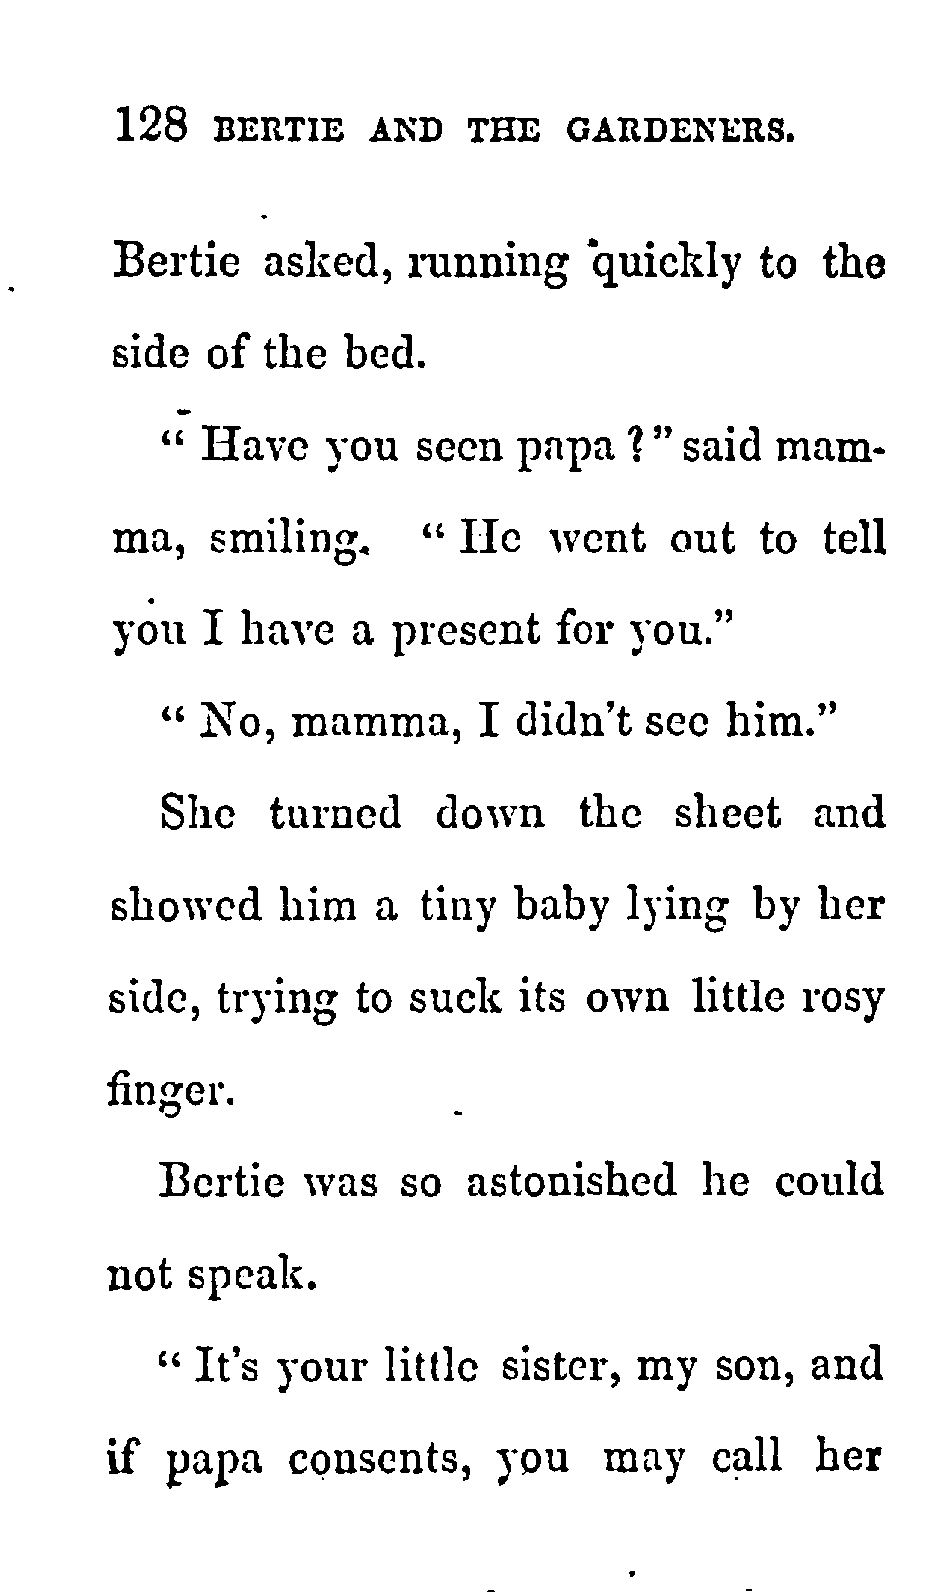 128 BERTIE AND THE GARDENERS.
Bertie asked, running quickly to the
side of the bed.
“ Have you seen papa ? ” said mam-
ma, smiling. “ He went out to tell
you I have a present for you.”
“ No, mamma, I didn’t see him.”
She turned down the sheet and
showed him a tiny baby lying by her
side, trying to suck its own little rosy
finger.
Bertie was so astonished he could
not speak.
“ It’s your little sister, my son, and
if papa consents, you may call her